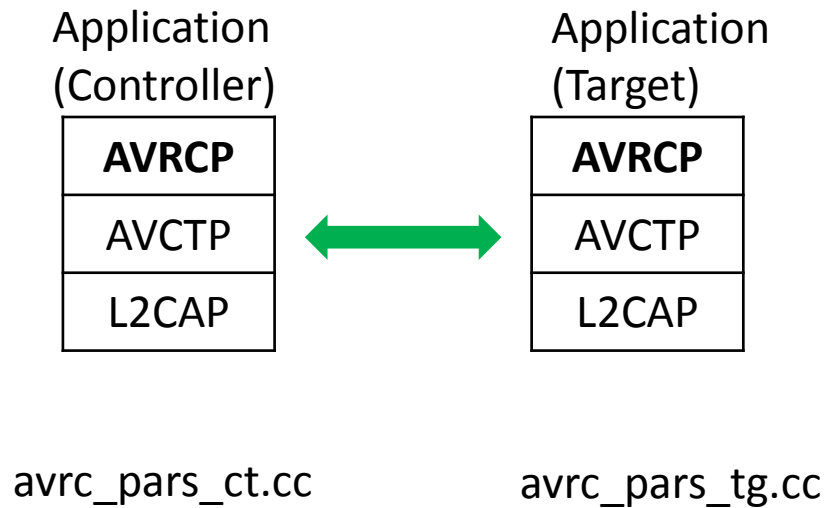 Application
(Controller)
AVRCP
AVCTP
L2CAP
avrc_pars_ct.cc
Application
(Target)
AVRCP
AVCTP
L2CAP
avrc_pars_tg.cc